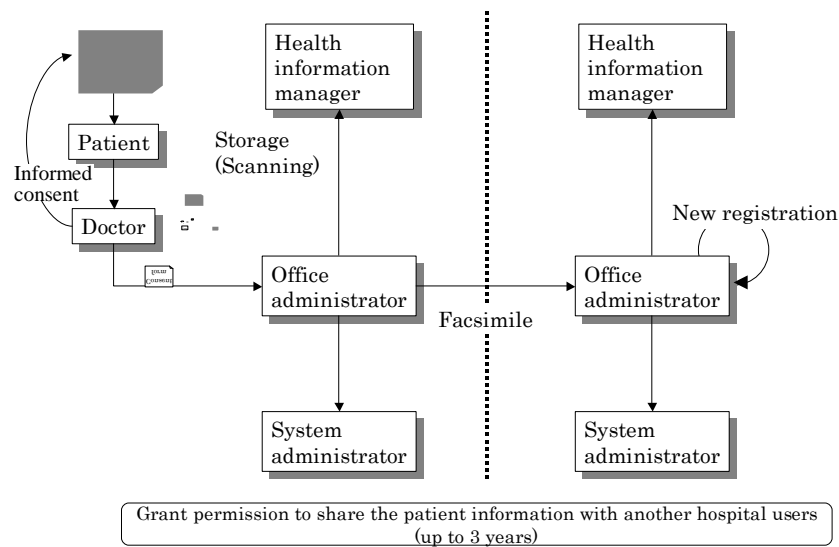 Health
information
manager
Health
information
manager
Patient
Storage
(Scanning)
Informed
consent
Doctor
New registration
Consent
form
Office
administrator
Office
administrator
Facsimile
System
administrator
System
administrator
Grant permission to share the patient information with another hospital users
(up to 3 years)